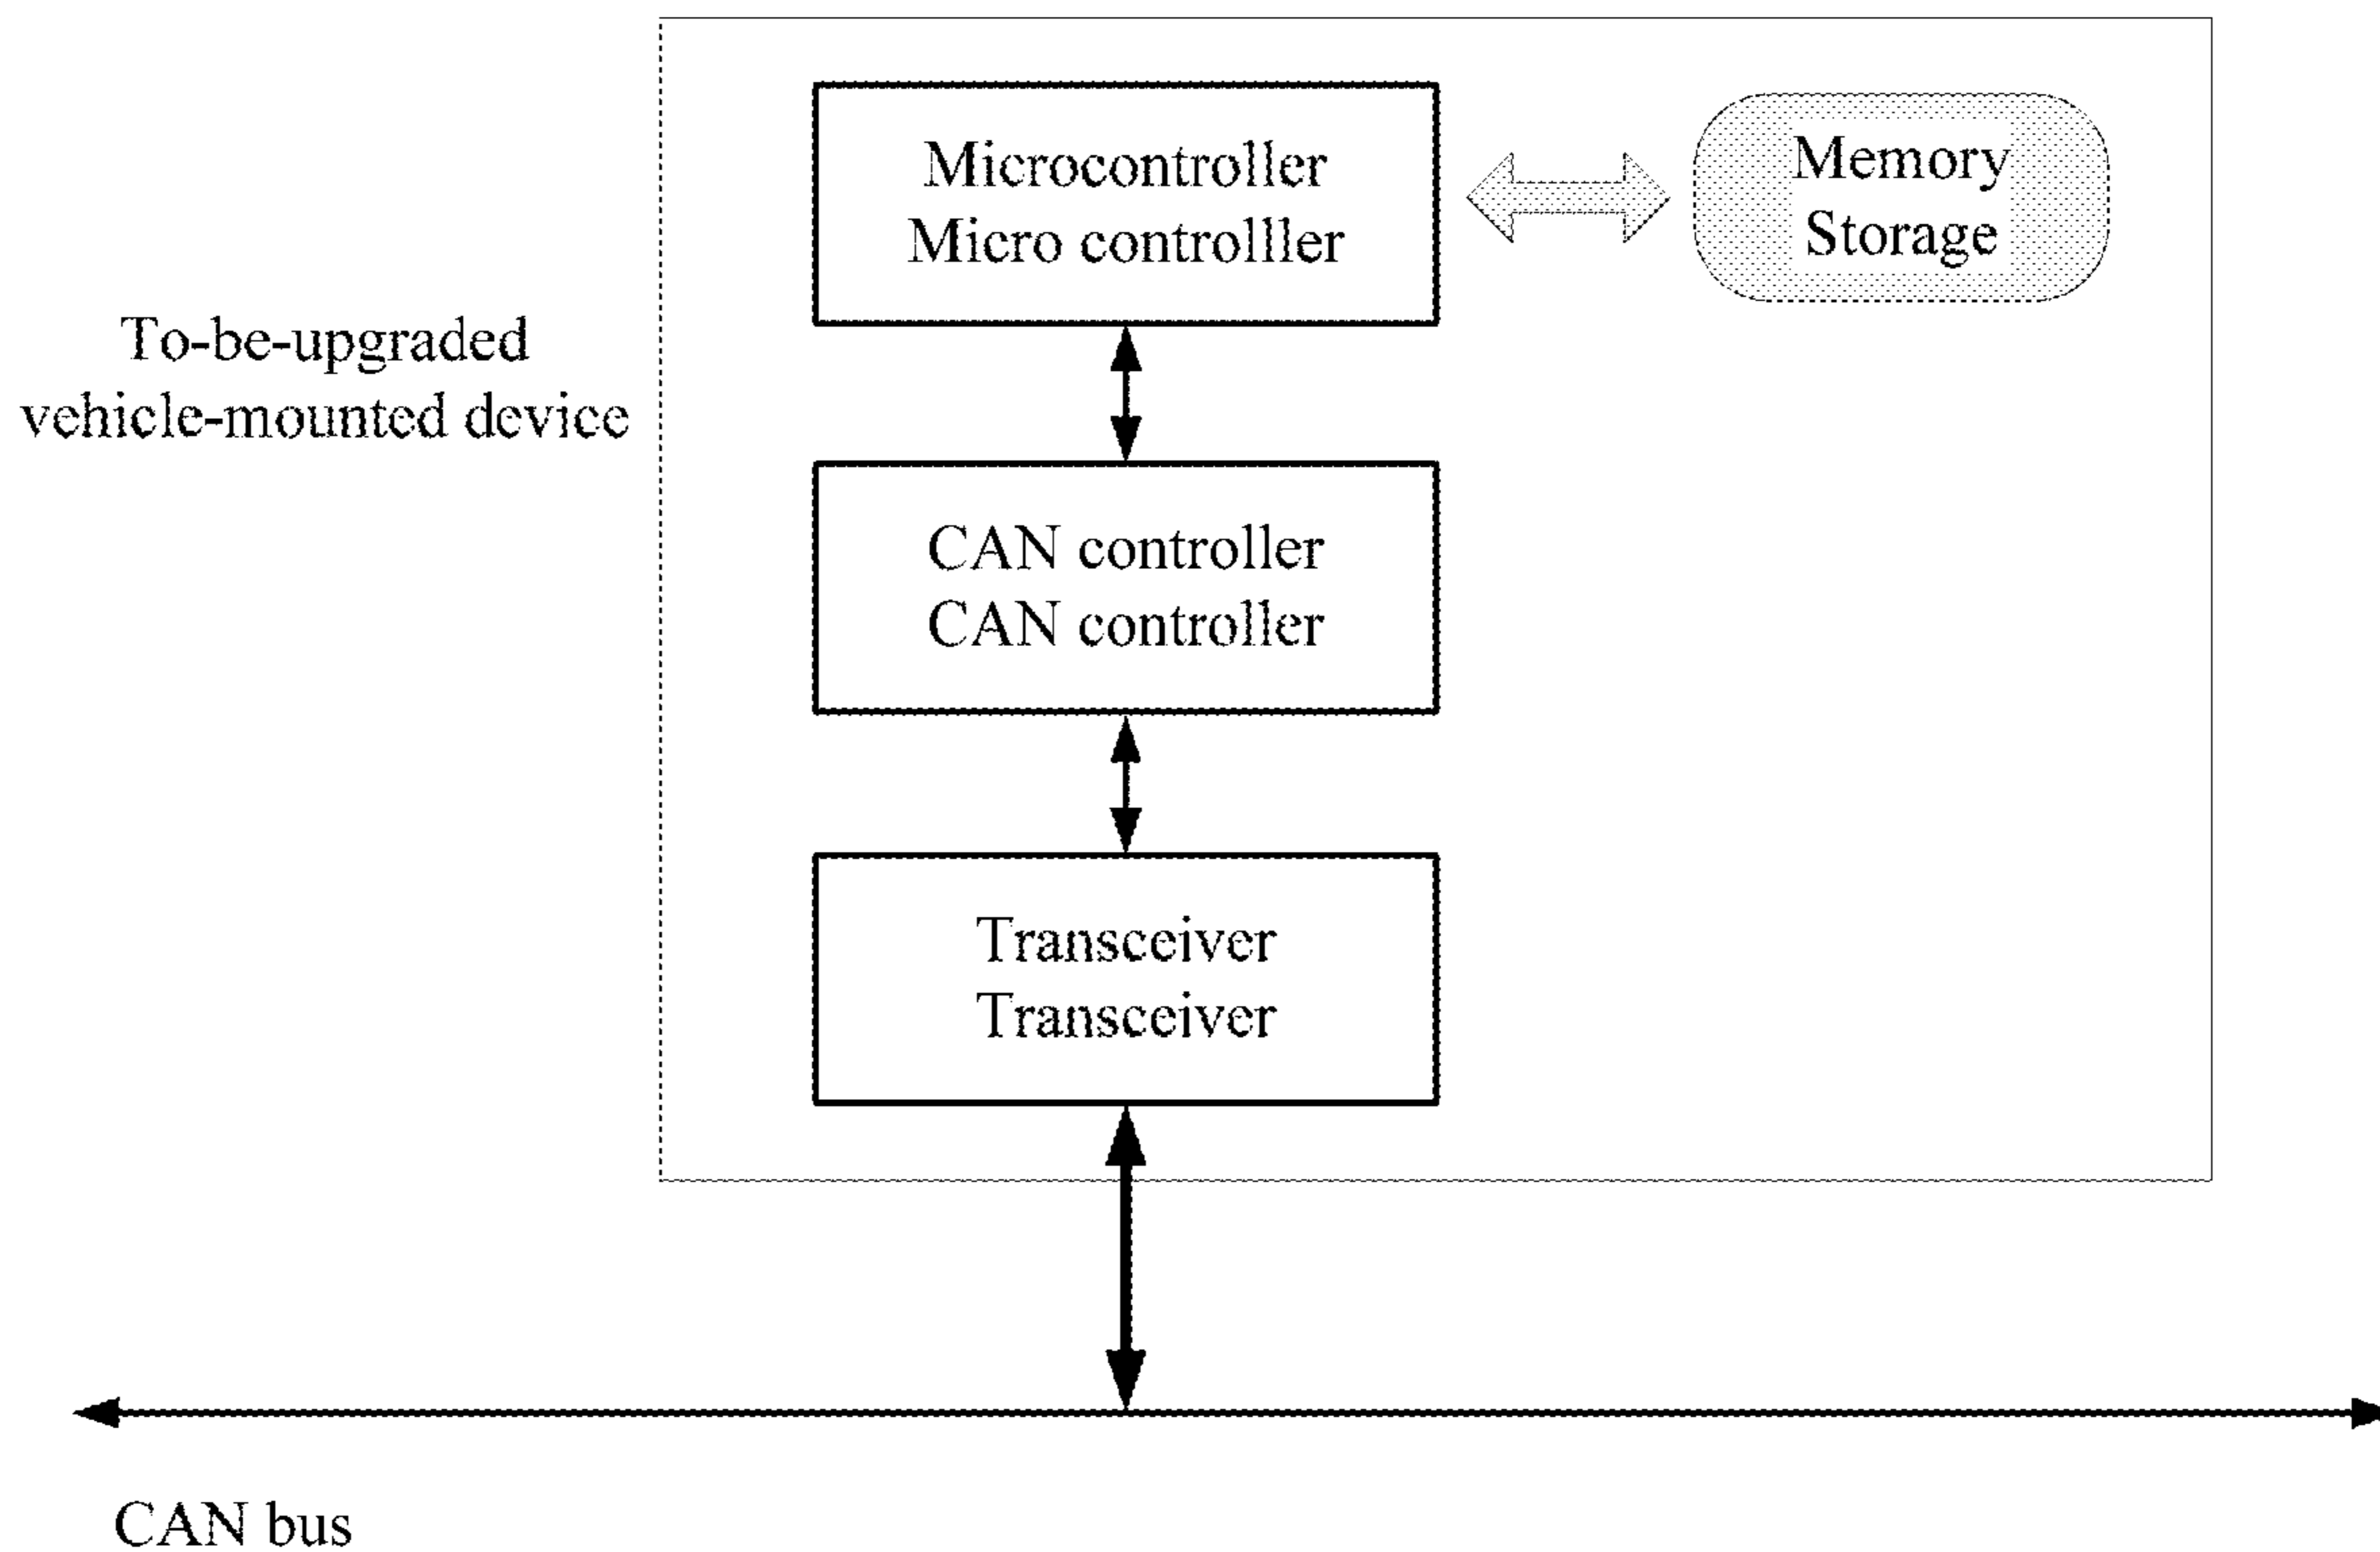 Microcontroller
Micro controlller
Memory
Storage
To-be-upgraded
vehicle-mounted device
CAN controller
CAN controller
Transceiver
Transceiver
CAN bus